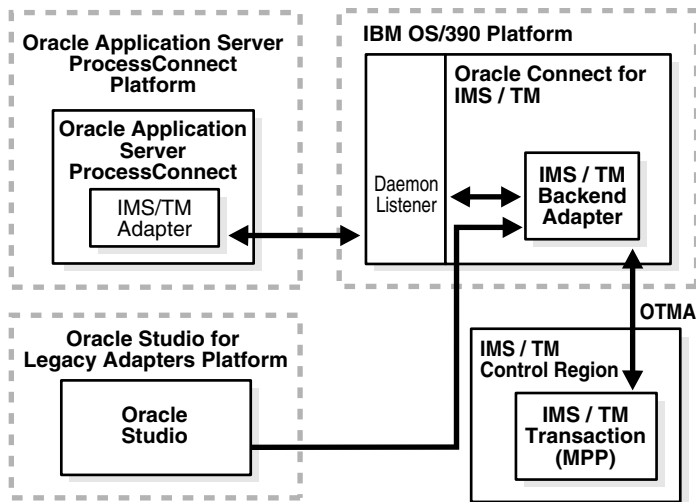 Oracle Application Server
ProcessConnect
Platform
Oracle Application
Server
ProcessConnect
IMS/TM
Adapter
IBM OS/390 Platform
Oracle Connect for
IMS / TM
Daemon
Listener
IMS / TM
Backend
Adapter
OTMA
Oracle Studio for
Legacy Adapters Platform
Oracle
Studio
IMS / TM
Control Region
IMS / TM
Transaction
(MPP)